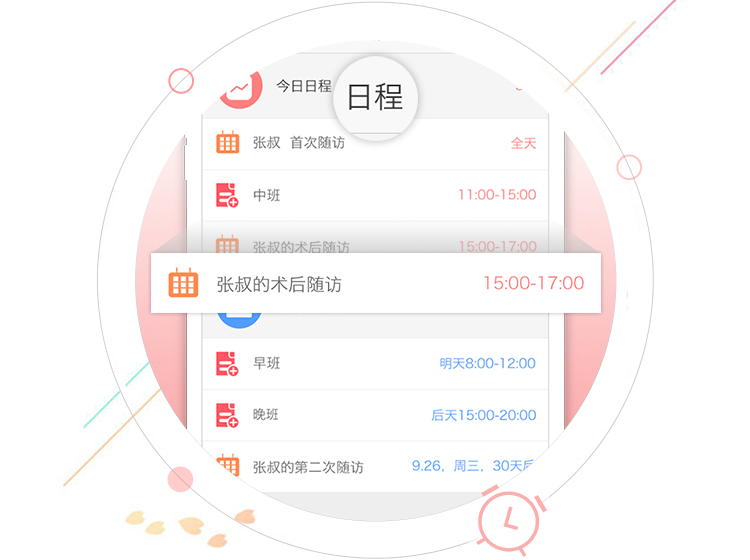 今日日程
日程
张叔 首次随访 全天
中班 11:00-15:00
张叔的术后随访 15:00-17:00
张叔的术后随访 15:00-17:00
早班 明天8:00-12:00
晚班 后天15:00-20:00
张叔的第二次随访 9.26，周三，30天后